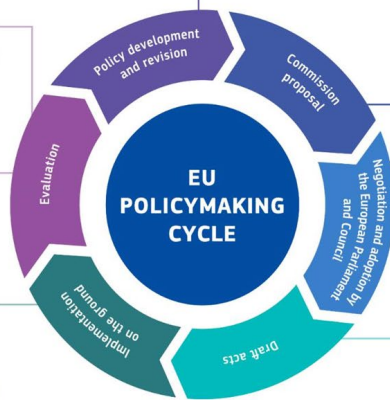 EU
POLICYMAKING
CYCLE
Policy development
and revision
Commission
proposal
Negotiation and adoption by
the European Parliament
and Council
Draft acts
Implementation
on the ground
Evaluation